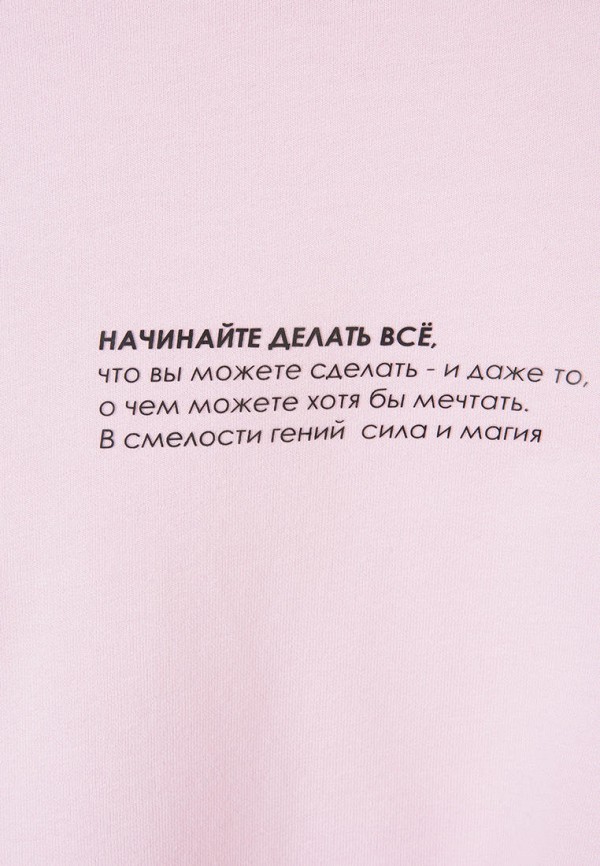 НАЧИНАЙТЕ ДЕЛАТЬ ВСЁ,
что вы можете сделать - и даже то,
о чем можете хотя бы мечтать.
В смелости гений  сила и магия